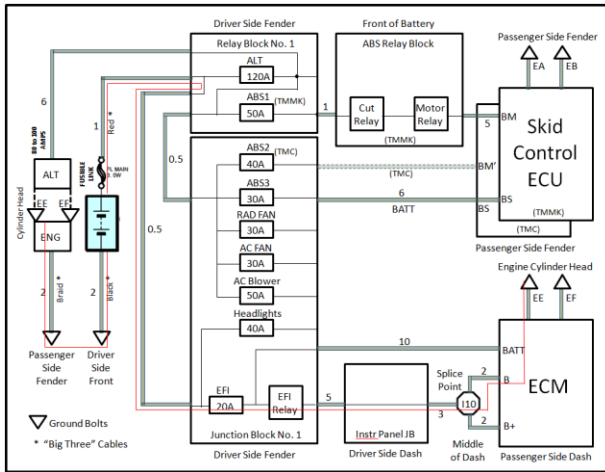 Driver Side Fender
Front of Battery
Relay Block No. 1
ABS Relay Block
Passenger Side Fender
EA
EB
ALT
120A
ABS1
50A
(TMMK)
1
Cut
Relay
Motor
Relay
(TMMK)
5
BM
Skid
Control
ECU
(TMMK)
(TMC)
Passenger Side Fender
6
1
Red *
80 to 100
AMPS
FUSIBLE
LINK
ALT
EE
EF
ENG
Cylinder Head
2
Braid *
2
Black *
Passenger
Side
Fender
Driver
Side
Front
Ground Bolts
* "Big Three" Cables
0.5
0.5
ABS2
40A
(TMC)
(TMC)
BM'
ABS3
30A
6
BATT
BS
BS
RAD FAN
30A
AC FAN
30A
AC Blower
50A
Headlights
40A
EFI
20A
EFI
Relay
Junction Block No. 1
Driver Side Fender
10
5
Instr Panel JB
Driver Side Dash
Splice
Point
3
I10
2
2
Middle
of Dash
Engine Cylinder Head
EE
EF
BATT
B
B+
ECM
Passenger Side Dash